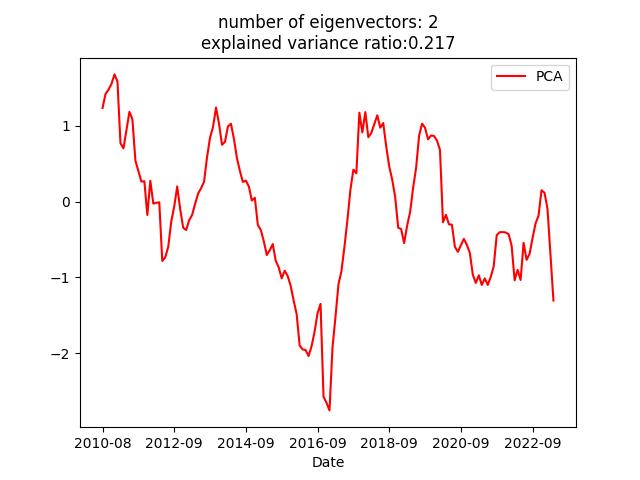 number of eigenvectors: 2
explained variance ratio:0.217
PCA
1
0
−1
−2
2010-08
2012-09
2014-09
2016-09
2018-09
2020-09
2022-09
Date